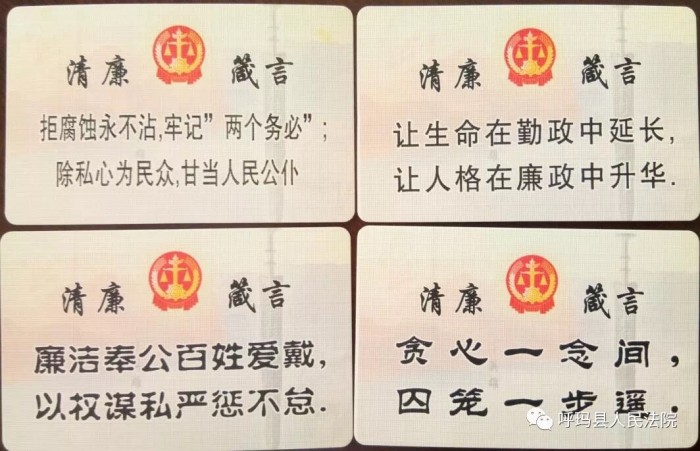 清廉 箴言
拒腐蚀永不沾,牢记”两个务必”;
除私心为民众,甘当人民公仆
清廉 箴言
让生命在勤政中延长,
让人格在廉政中升华.
清廉 箴言
廉洁奉公百姓爱戴,
以权谋私严惩不怠.
清廉 箴言
贪心一念间,
囚笼一步遥.
呼玛县人民法院